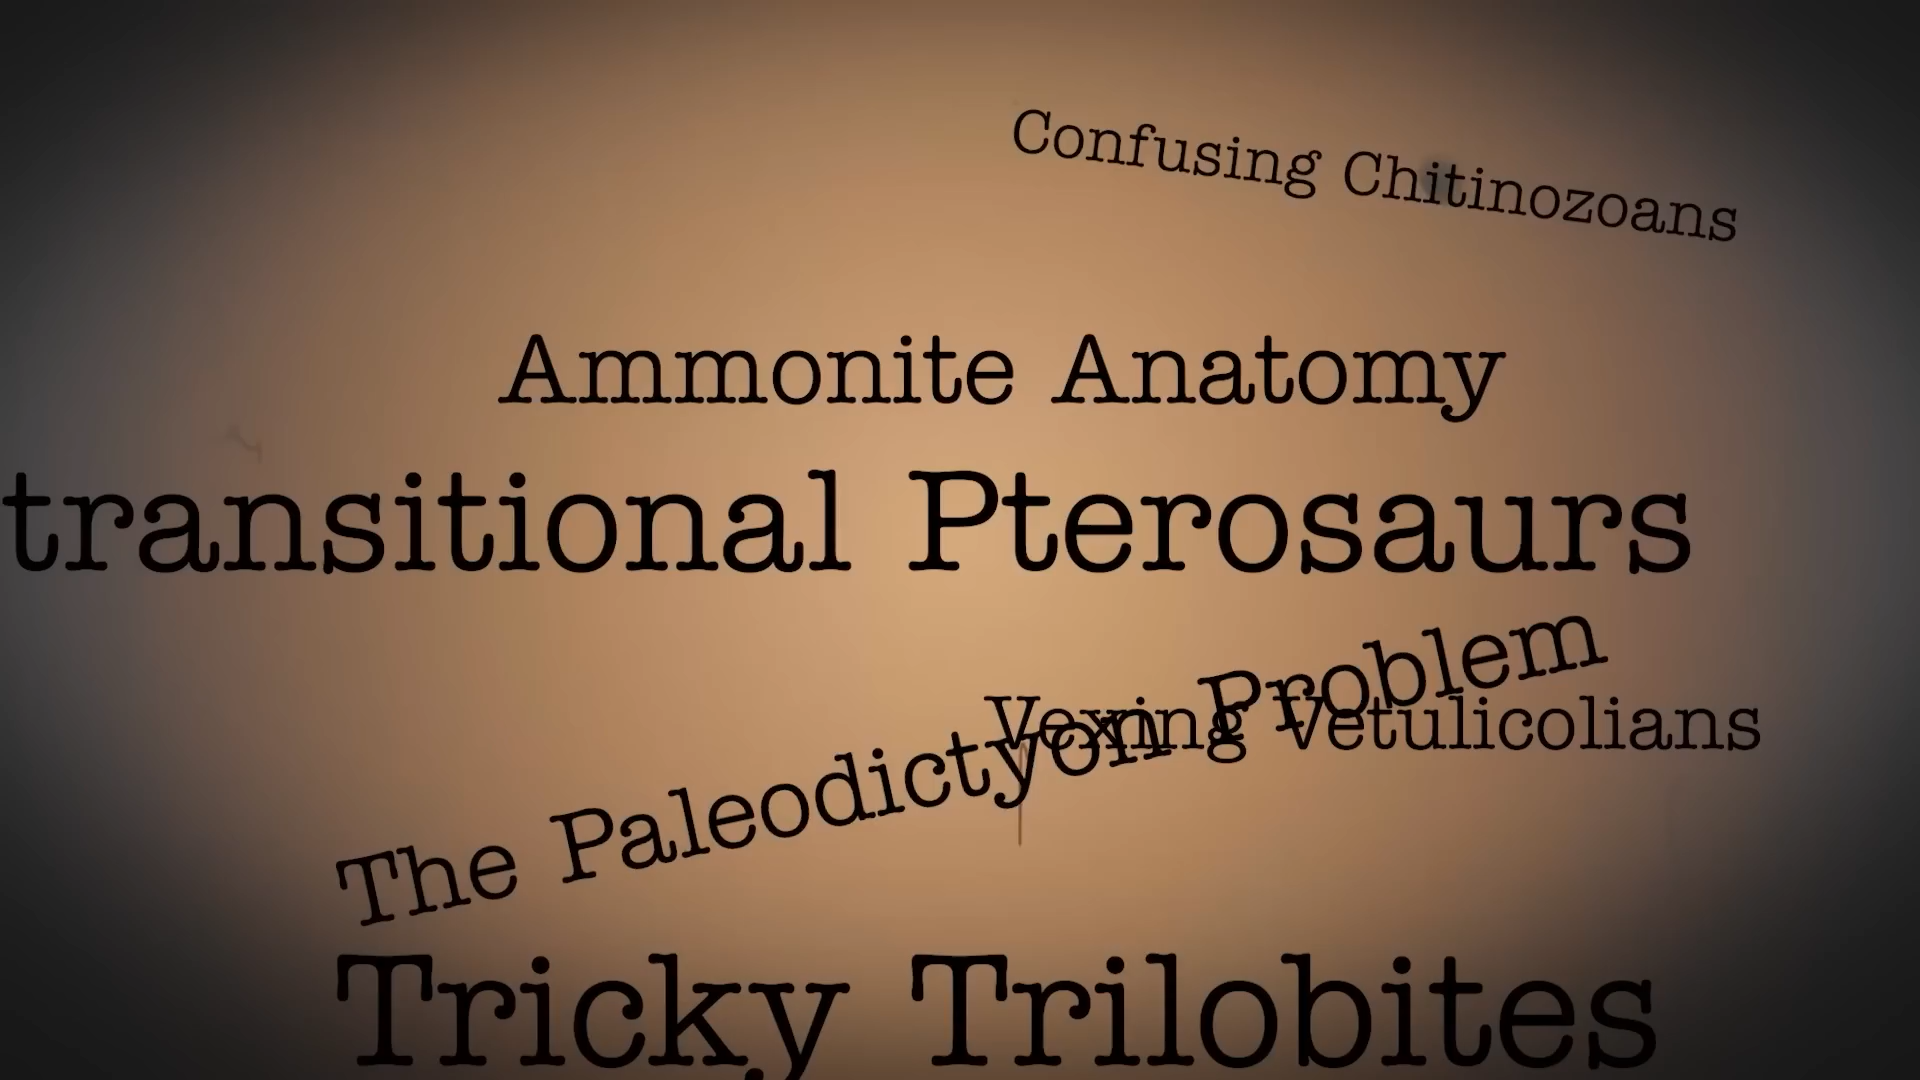 Confusing Chitinozoans
Ammonite Anatomy
transitional Pterosaurs
The Paleodictyon Problem
Vexing Vetulicolians
Tricky Trilobites